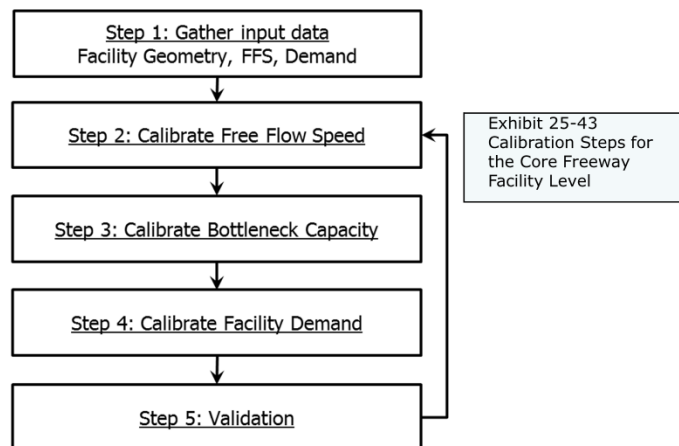 Step 1: Gather input data
Facility Geometry, FFS, Demand
Step 2: Calibrate Free Flow Speed
Step 3: Calibrate Bottleneck Capacity
Step 4: Calibrate Facility Demand
Step 5: Validation
Exhibit 25-43
Calibration Steps for
the Core Freeway
Facility Level